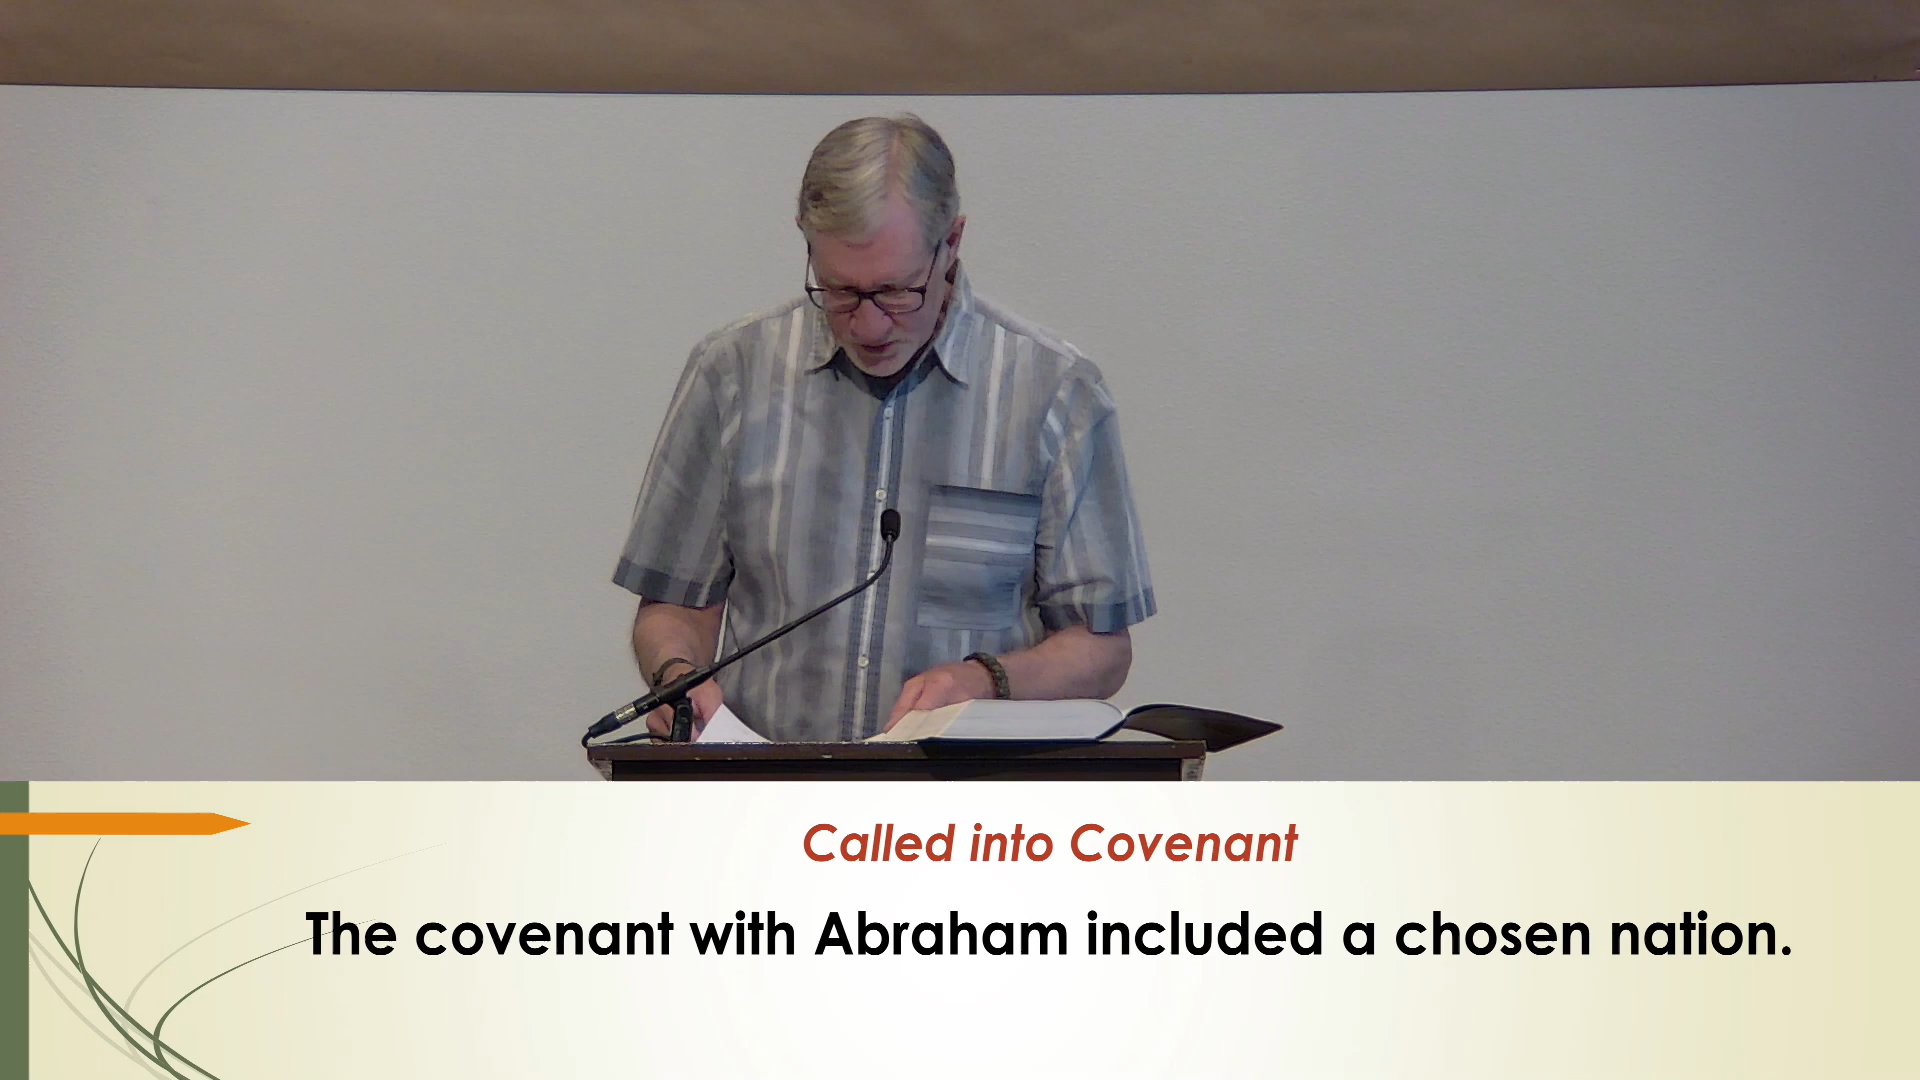 Called into Covenant
The covenant with Abraham included a chosen nation.